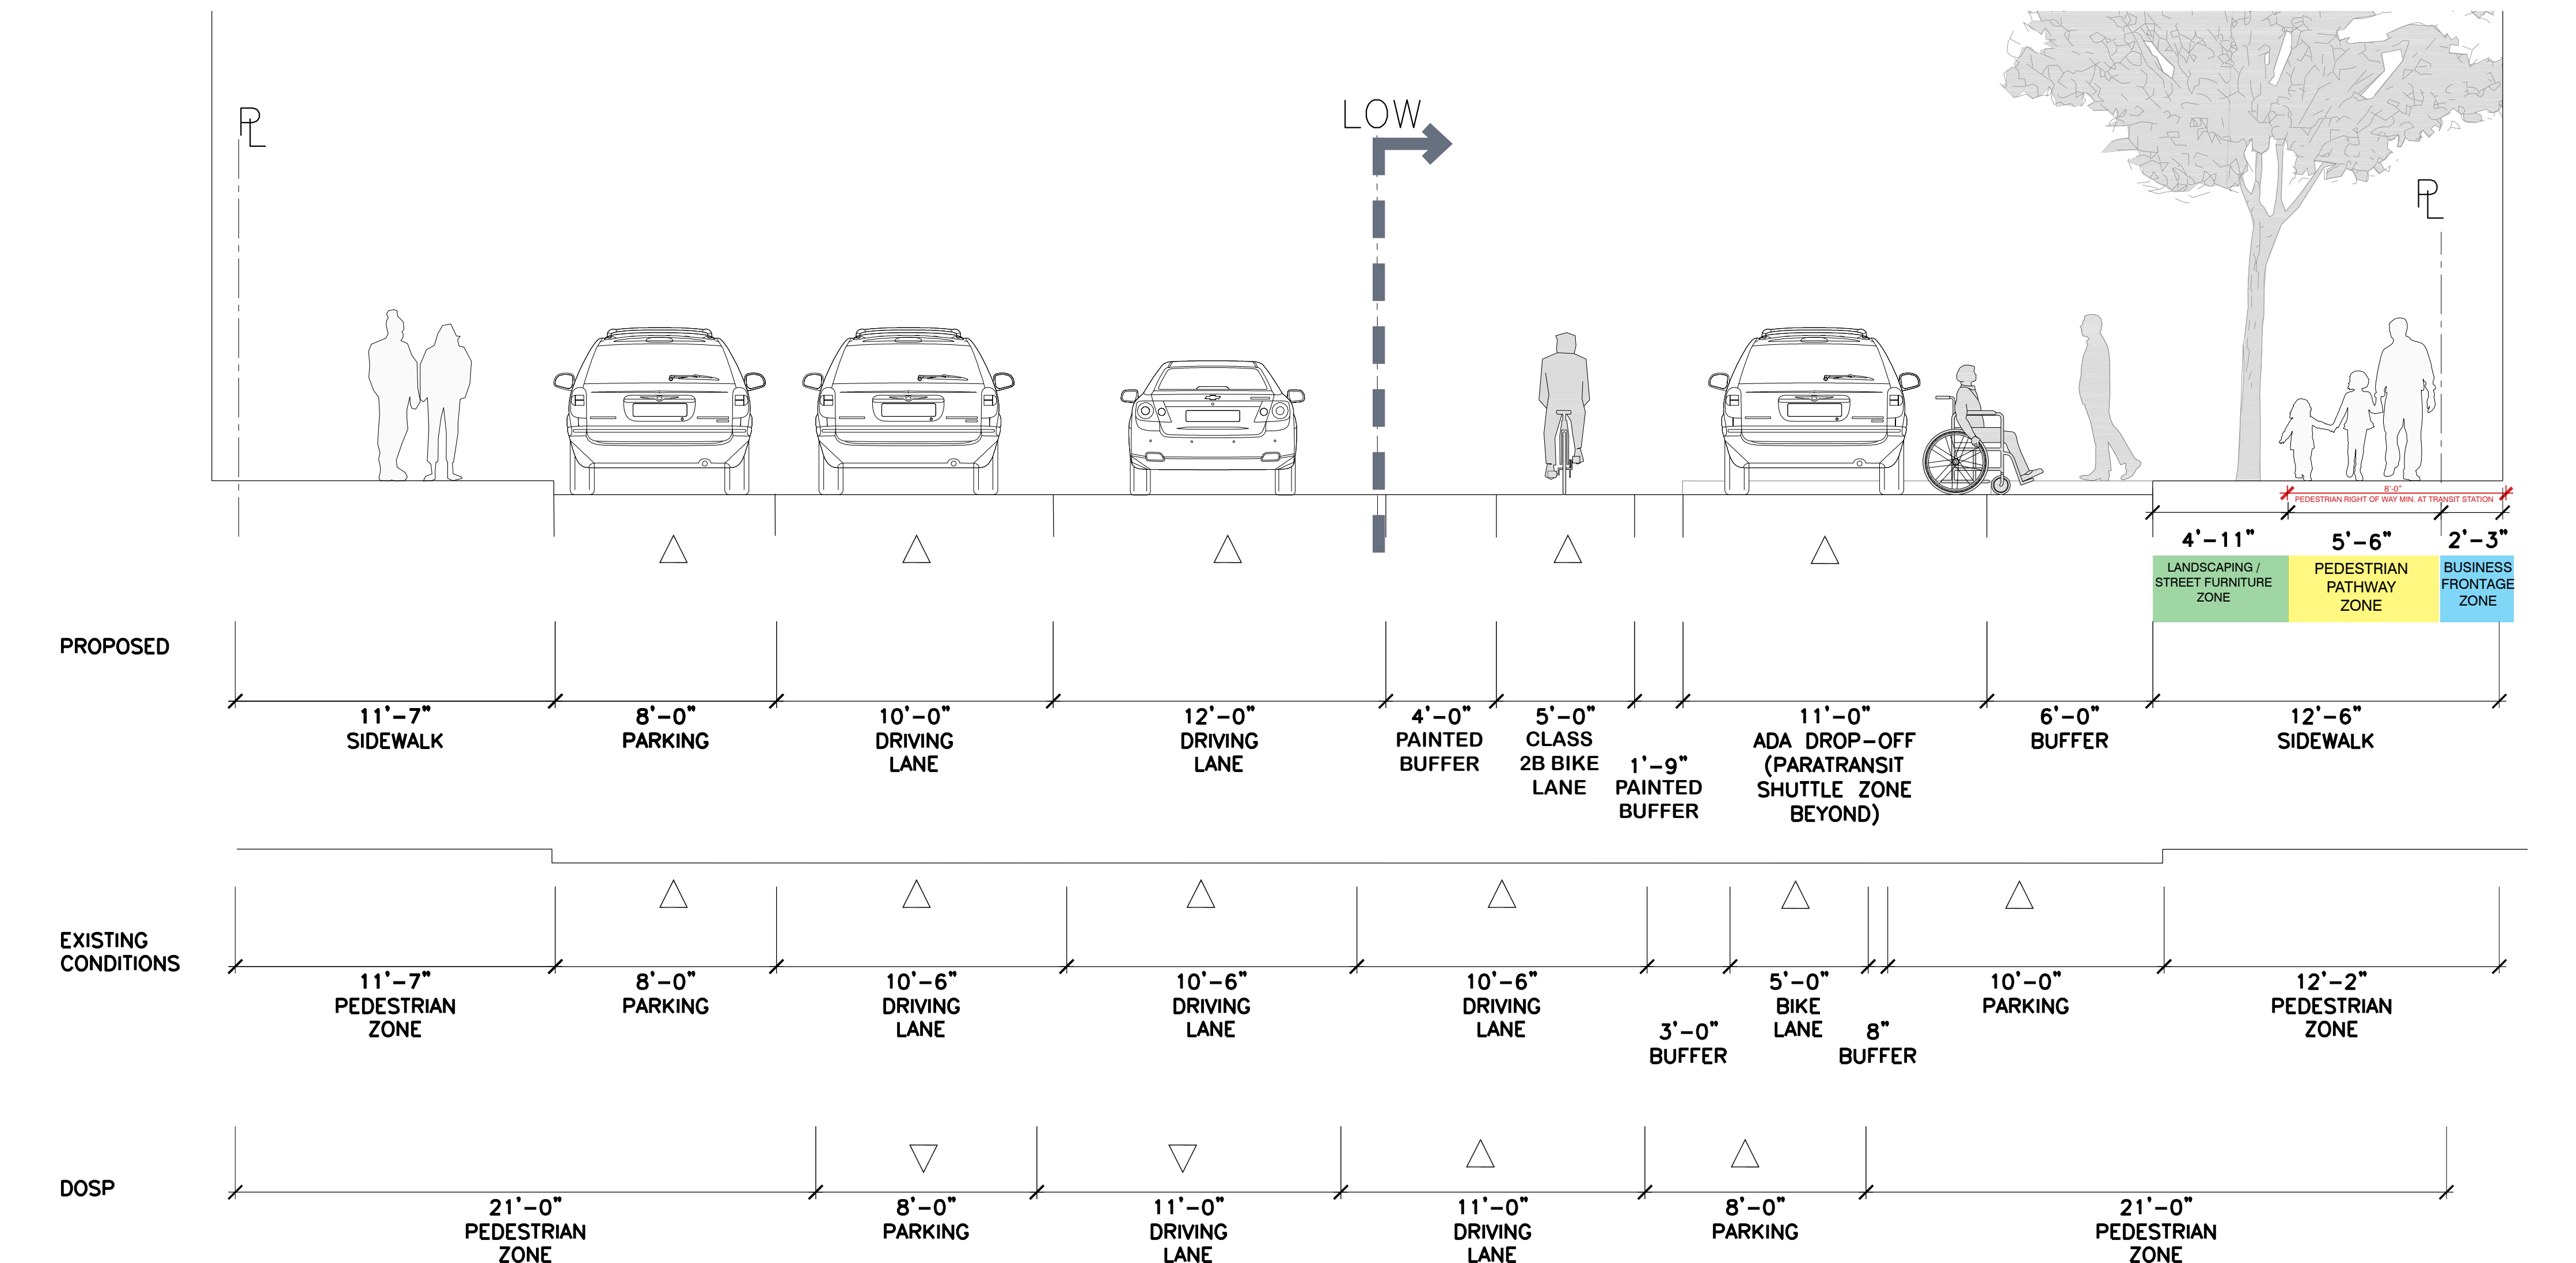 PL
LOW
PL
8'-0"
PEDESTRIAN RIGHT OF WAY MIN. AT TRANSIT STATION
4'-11"
5'-6"
2'-3"
LANDSCAPING /
STREET FURNITURE
ZONE
PEDESTRIAN
PATHWAY
ZONE
BUSINESS
FRONTAGE
ZONE
PROPOSED
11'-7"
SIDEWALK
8'-0"
PARKING
10'-0"
DRIVING
LANE
12'-0"
DRIVING
LANE
4'-0"
PAINTED
BUFFER
5'-0"
CLASS
2B BIKE
LANE
1'-9"
PAINTED
BUFFER
11'-0"
ADA DROP-OFF
(PARATRANSIT
SHUTTLE ZONE
BEYOND)
6'-0"
BUFFER
12'-6"
SIDEWALK
EXISTING
CONDITIONS
11'-7"
PEDESTRIAN
ZONE
8'-0"
PARKING
10'-6"
DRIVING
LANE
10'-6"
DRIVING
LANE
10'-6"
DRIVING
LANE
3'-0"
BUFFER
5'-0"
BIKE
LANE
8"
BUFFER
10'-0"
PARKING
12'-2"
PEDESTRIAN
ZONE
DOSP
21'-0"
PEDESTRIAN
ZONE
8'-0"
PARKING
11'-0"
DRIVING
LANE
11'-0"
DRIVING
LANE
8'-0"
PARKING
21'-0"
PEDESTRIAN
ZONE